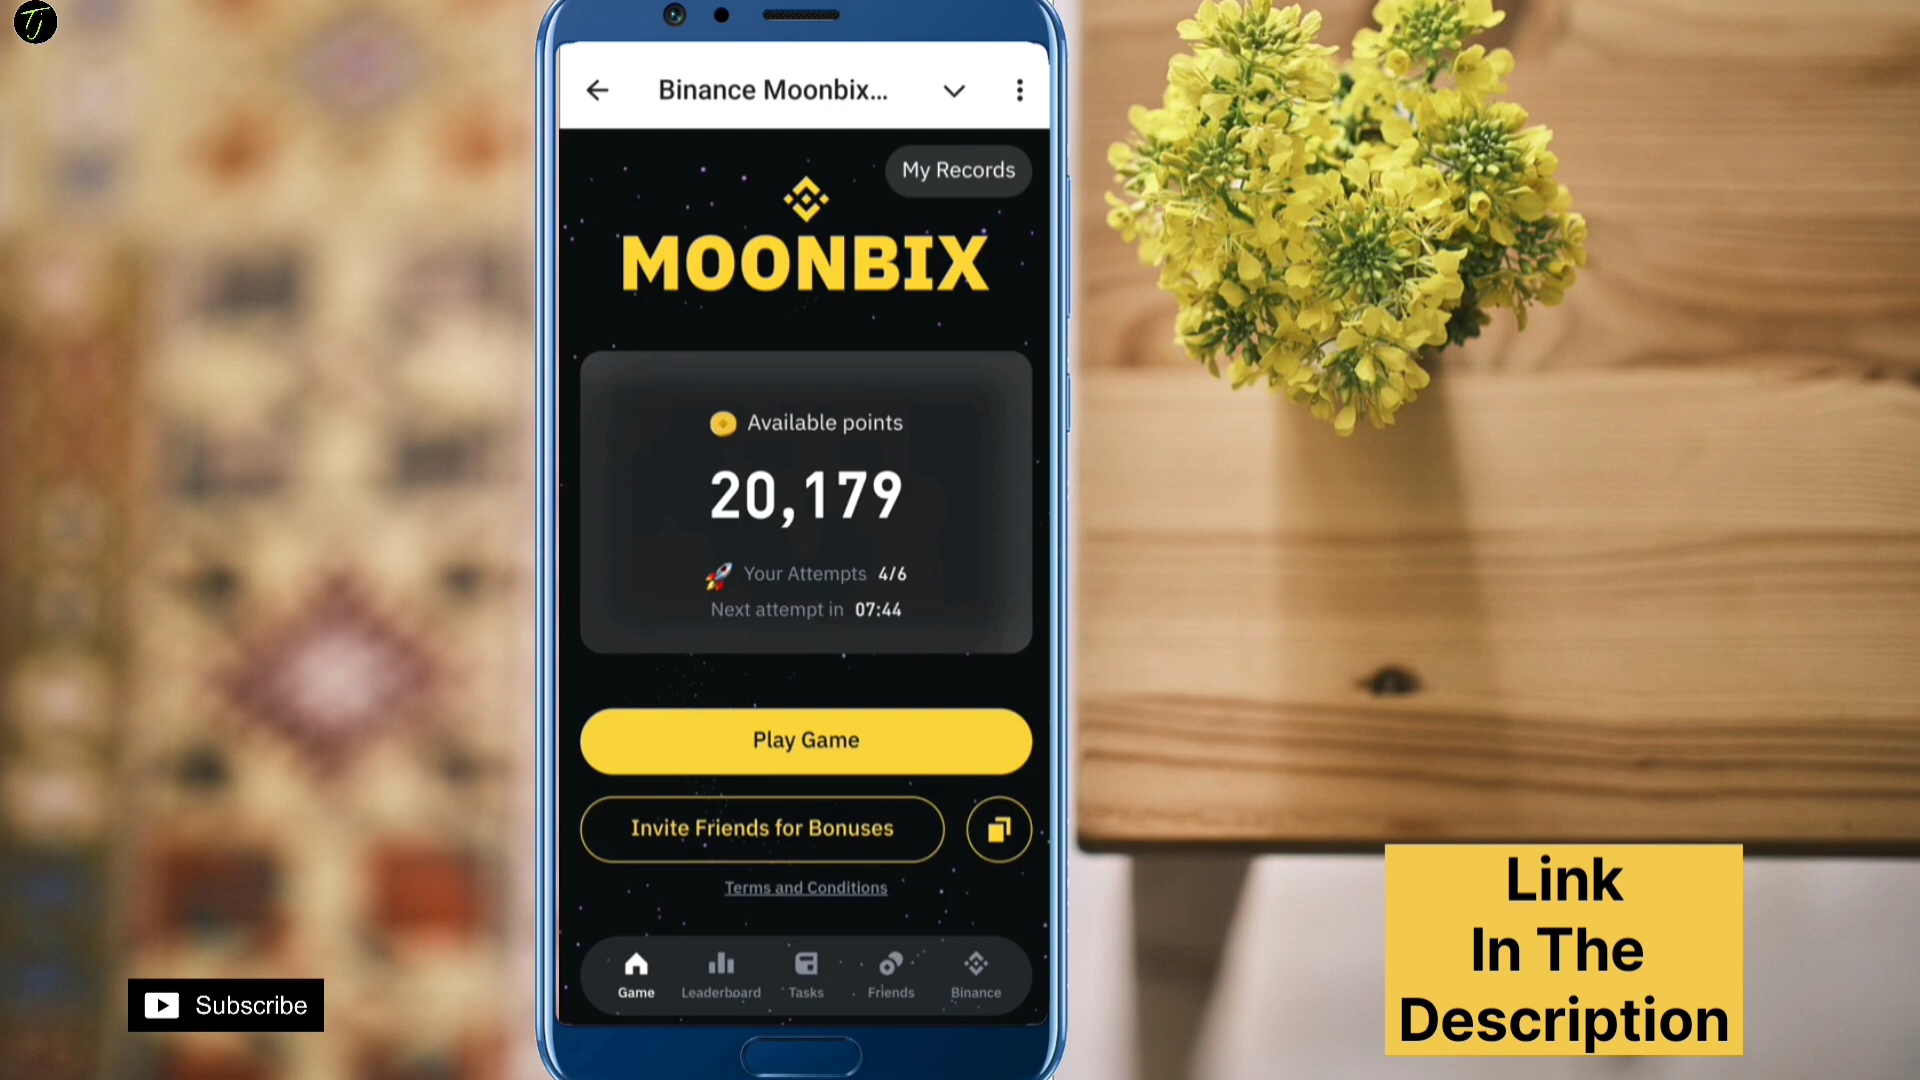 TJ
Binance Moonbix...
My Records
MOONBIX
Available points
20,179
Your Attempts 4/6
Next attempt in 07:44
Play Game
Invite Friends for Bonuses
Terms and Conditions
Game
Leaderboard
Tasks
Friends
Binance
Subscribe
Link
In The
Description